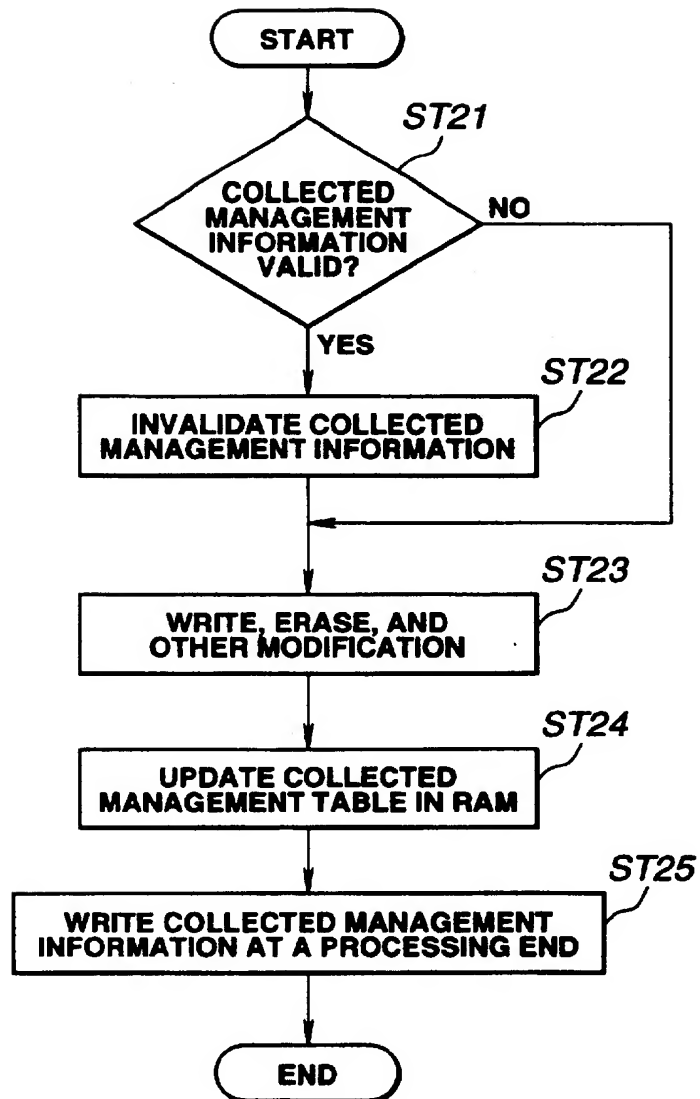 START
ST21
COLLECTED
MANAGEMENT
INFORMATION
VALID?
NO
YES
ST22
INVALIDATE COLLECTED
MANAGEMENT INFORMATION
ST23
WRITE, ERASE, AND
OTHER MODIFICATION
ST24
UPDATE COLLECTED
MANAGEMENT TABLE IN RAM
ST25
WRITE COLLECTED MANAGEMENT
INFORMATION AT A PROCESSING END
END